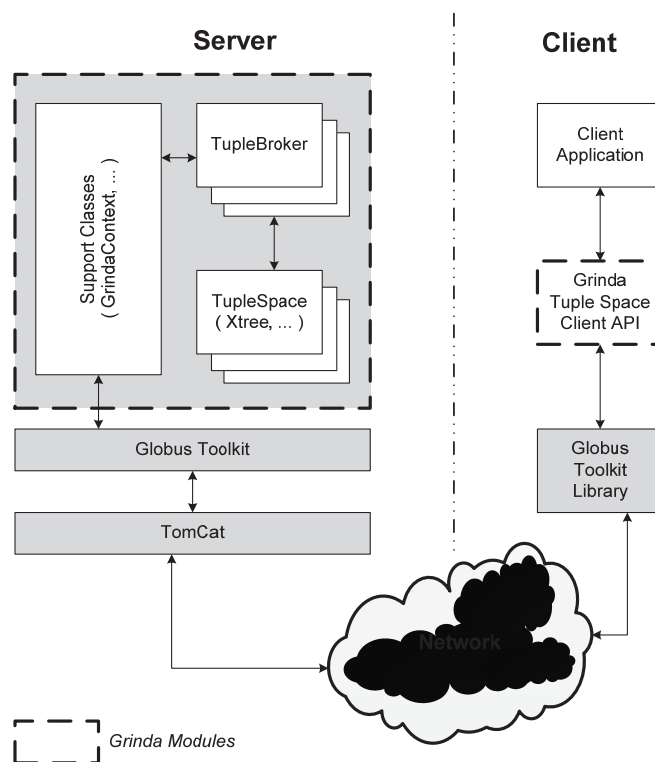 Server
Client
Support Classes
( GrindaContext, ... )
TupleBroker
TupleSpace
( Xtree, ... )
Client
Application
Grinda
Tuple Space
Client API
Globus Toolkit
Globus
Toolkit
Library
TomCat
Network
Grinda Modules